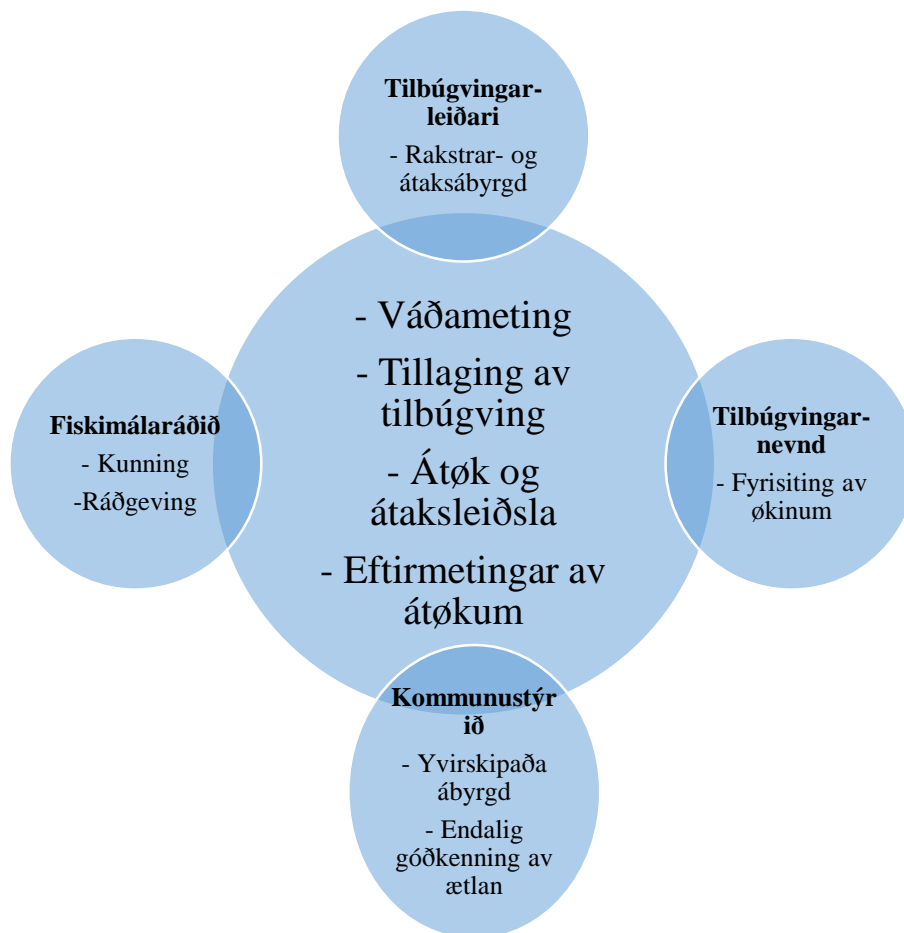 Tilbúgvingar-
leiðari
- Rakstrar- og
átaksábyrgd
- Váðameting
- Tillaging av
tilbúgving
- Átøk og
átaksleiðsla
- Eftirmetingar av
átøkum
Fiskimálaráðið
- Kunning
-Ráðgeving
Tilbúgvingar-
nevnd
- Fyrisiting av
økinum
Kommunustýr
ið
- Yvirskipaða
ábyrgd
- Endalig
góðkenning av
ætlan